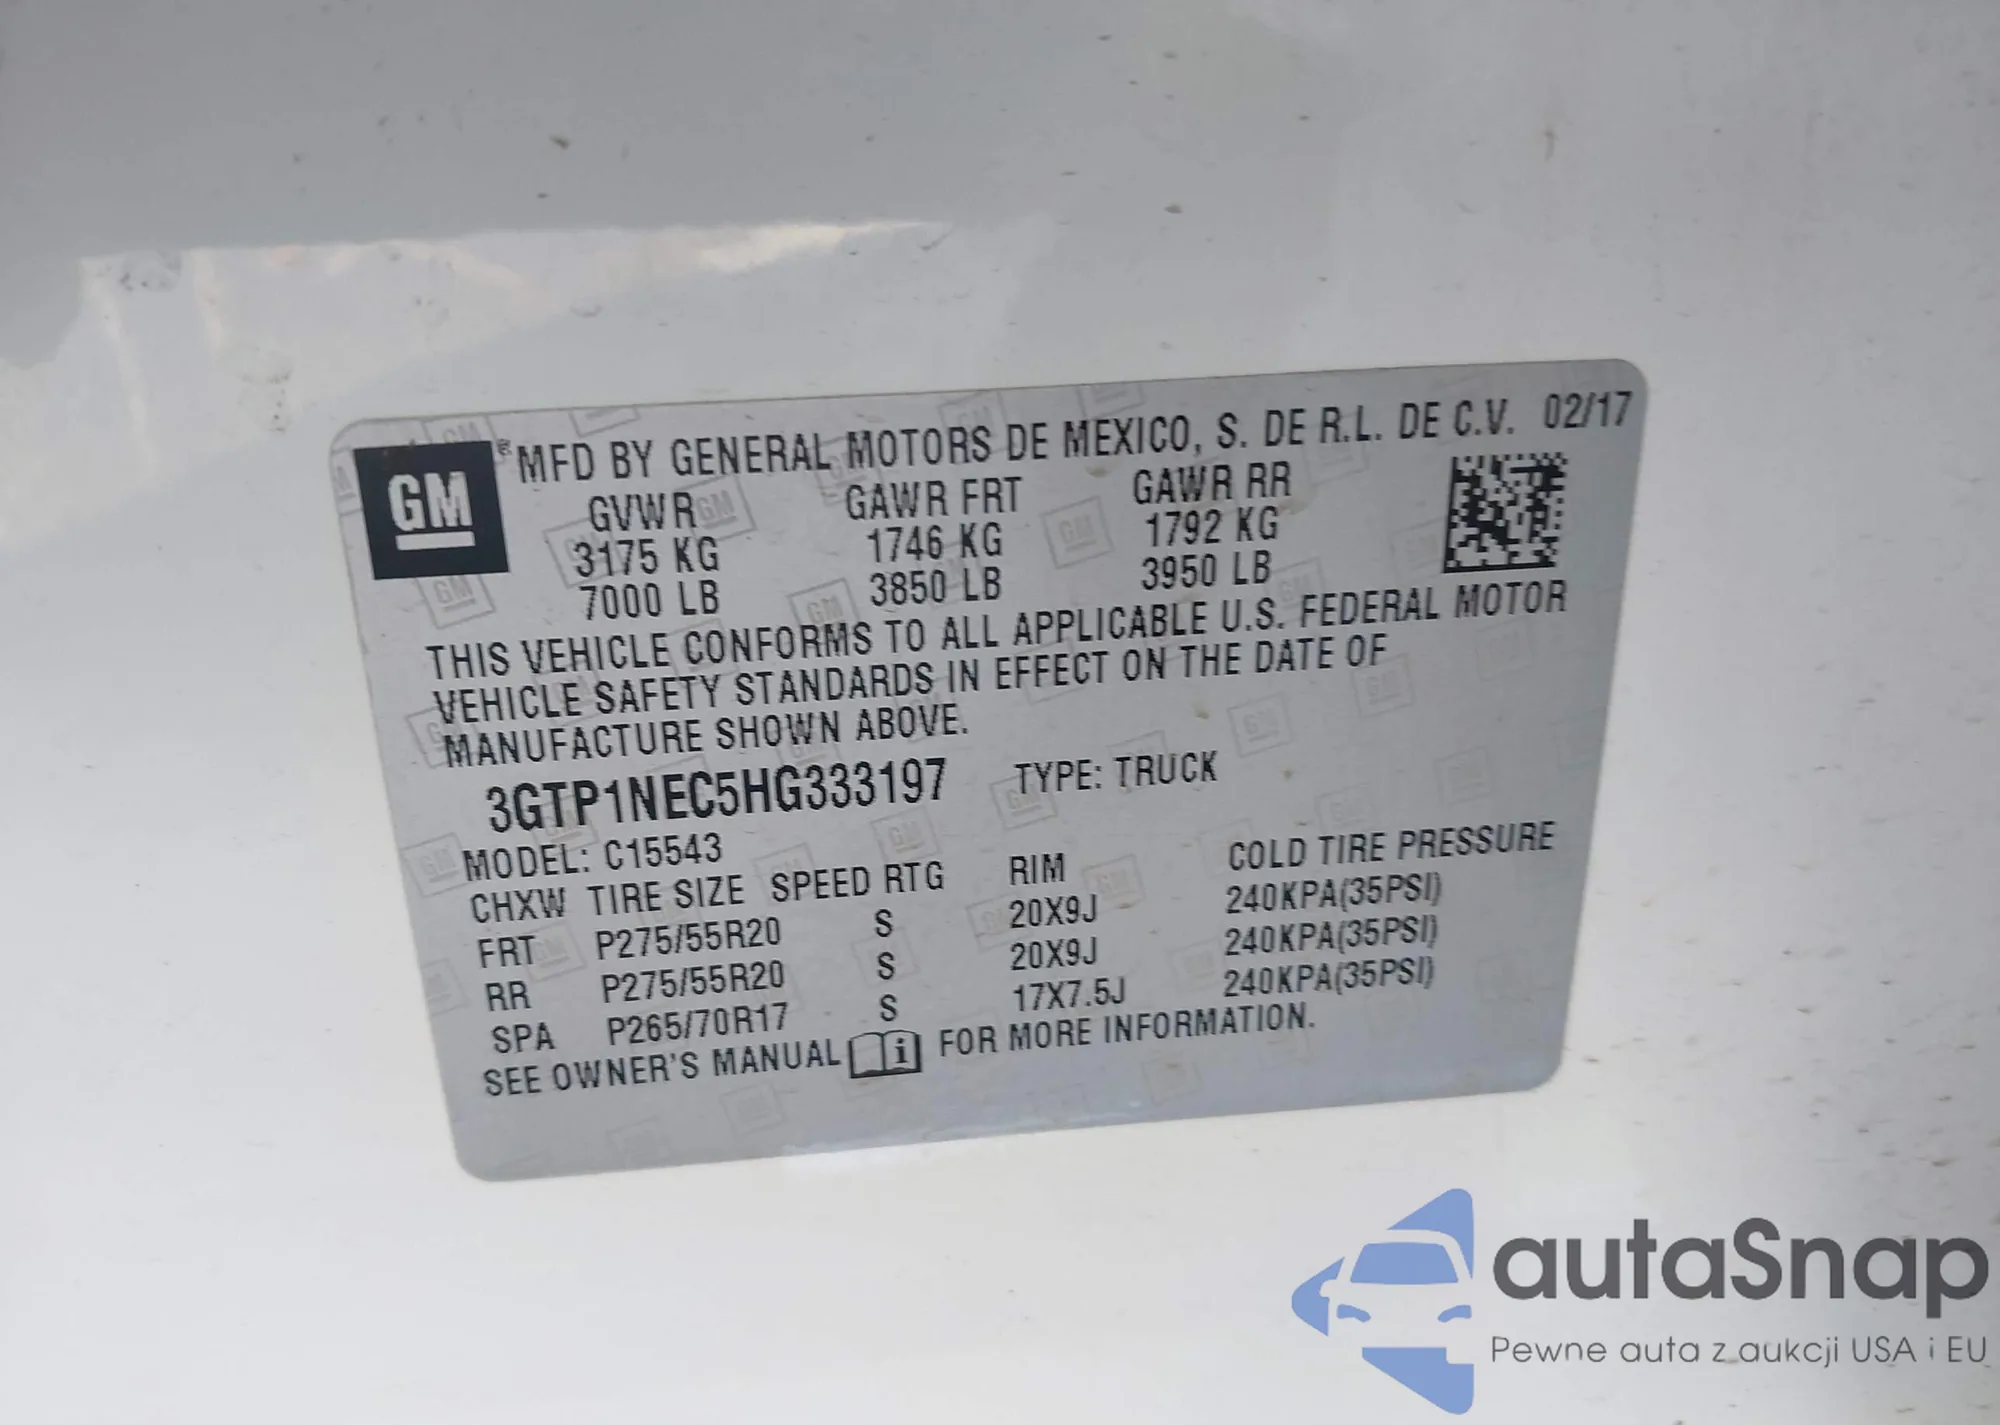 GM ® MFD BY GENERAL MOTORS DE MEXICO, S. DE R.L. DE C.V. 02/17
GVWR GAWR FRT GAWR RR
3175 KG 1746 KG 1792 KG
7000 LB 3850 LB 3950 LB
THIS VEHICLE CONFORMS TO ALL APPLICABLE U.S. FEDERAL MOTOR
VEHICLE SAFETY STANDARDS IN EFFECT ON THE DATE OF
MANUFACTURE SHOWN ABOVE.
3GTP1NEC5HG333197 TYPE: TRUCK
MODEL: C15543
CHXW TIRE SIZE SPEED RTG RIM COLD TIRE PRESSURE
FRT P275/55R20 S 20X9J 240KPA(35PSI)
RR P275/55R20 S 20X9J 240KPA(35PSI)
SPA P265/70R17 S 17X7.5J 240KPA(35PSI)
SEE OWNER'S MANUAL i FOR MORE INFORMATION.
autaSnap
Pewne auta z aukcji USA i EU